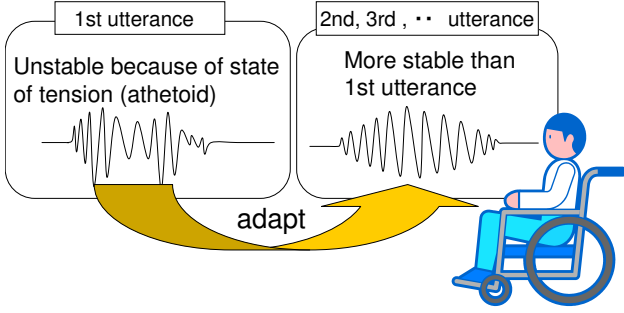 1st utterance
2nd, 3rd , ‥ utterance
Unstable because of state
of tension (athetoid)
More stable than
1st utterance
adapt